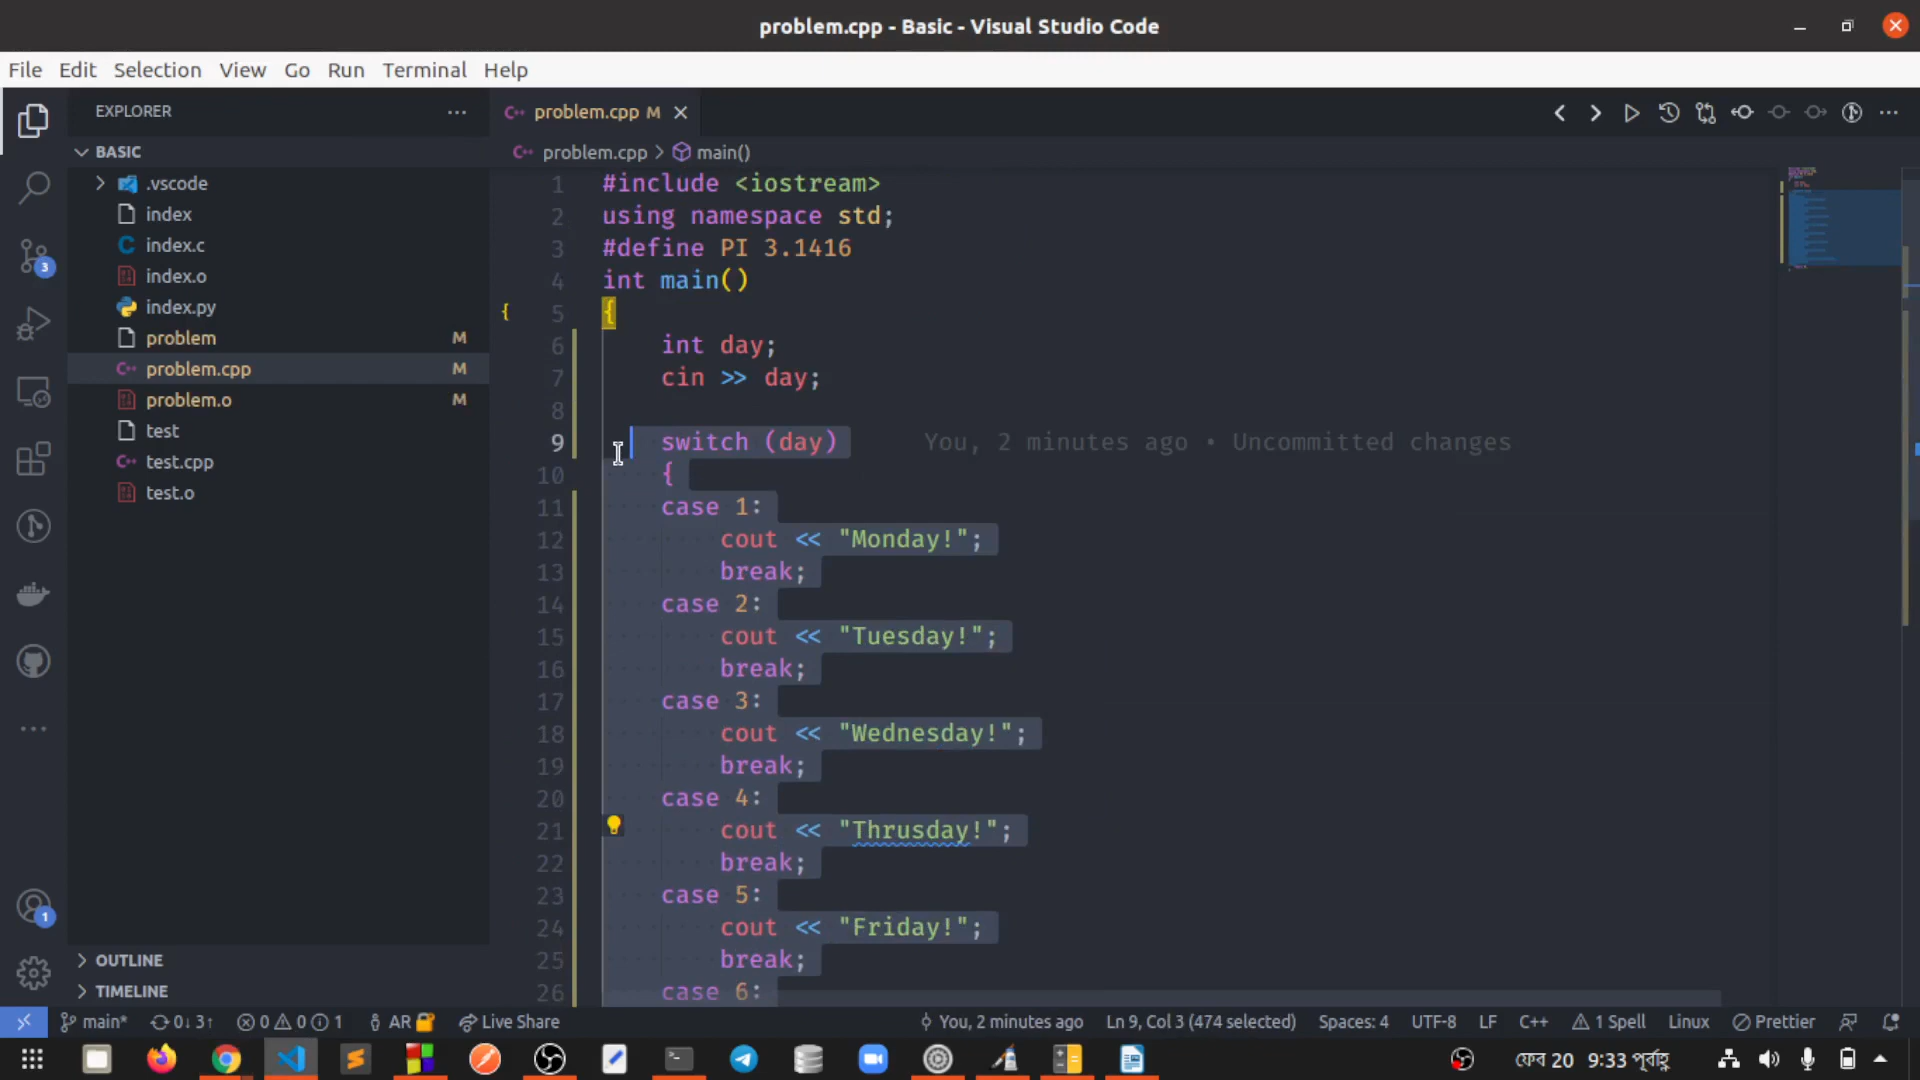 problem.cpp - Basic - Visual Studio Code
File Edit Selection View Go Run Terminal Help
EXPLORER
problem.cpp M
BASIC
problem.cpp > main()
.vscode
index
index.c
index.o
index.py
problem M
problem.cpp M
problem.o M
test
test.cpp
test.o
OUTLINE
TIMELINE
3
1
{
1 #include <iostream>
2 using namespace std;
3 #define PI 3.1416
4 int main()
5 {
6 int day;
7 cin >> day;
8
9 switch (day) You, 2 minutes ago • Uncommitted changes
10 {
11 case 1:
12 cout << "Monday!";
13 break;
14 case 2:
15 cout << "Tuesday!";
16 break;
17 case 3:
18 cout << "Wednesday!";
19 break;
20 case 4:
21 cout << "Thrusday!";
22 break;
23 case 5:
24 cout << "Friday!";
25 break;
26 case 6:
main* 0↓ 3↑ 0 0 1 AR Live Share You, 2 minutes ago Ln 9, Col 3 (474 selected) Spaces: 4 UTF-8 LF C++ 1 Spell Linux Prettier
ফেব 20 9:33 পূর্বাহ্ণ